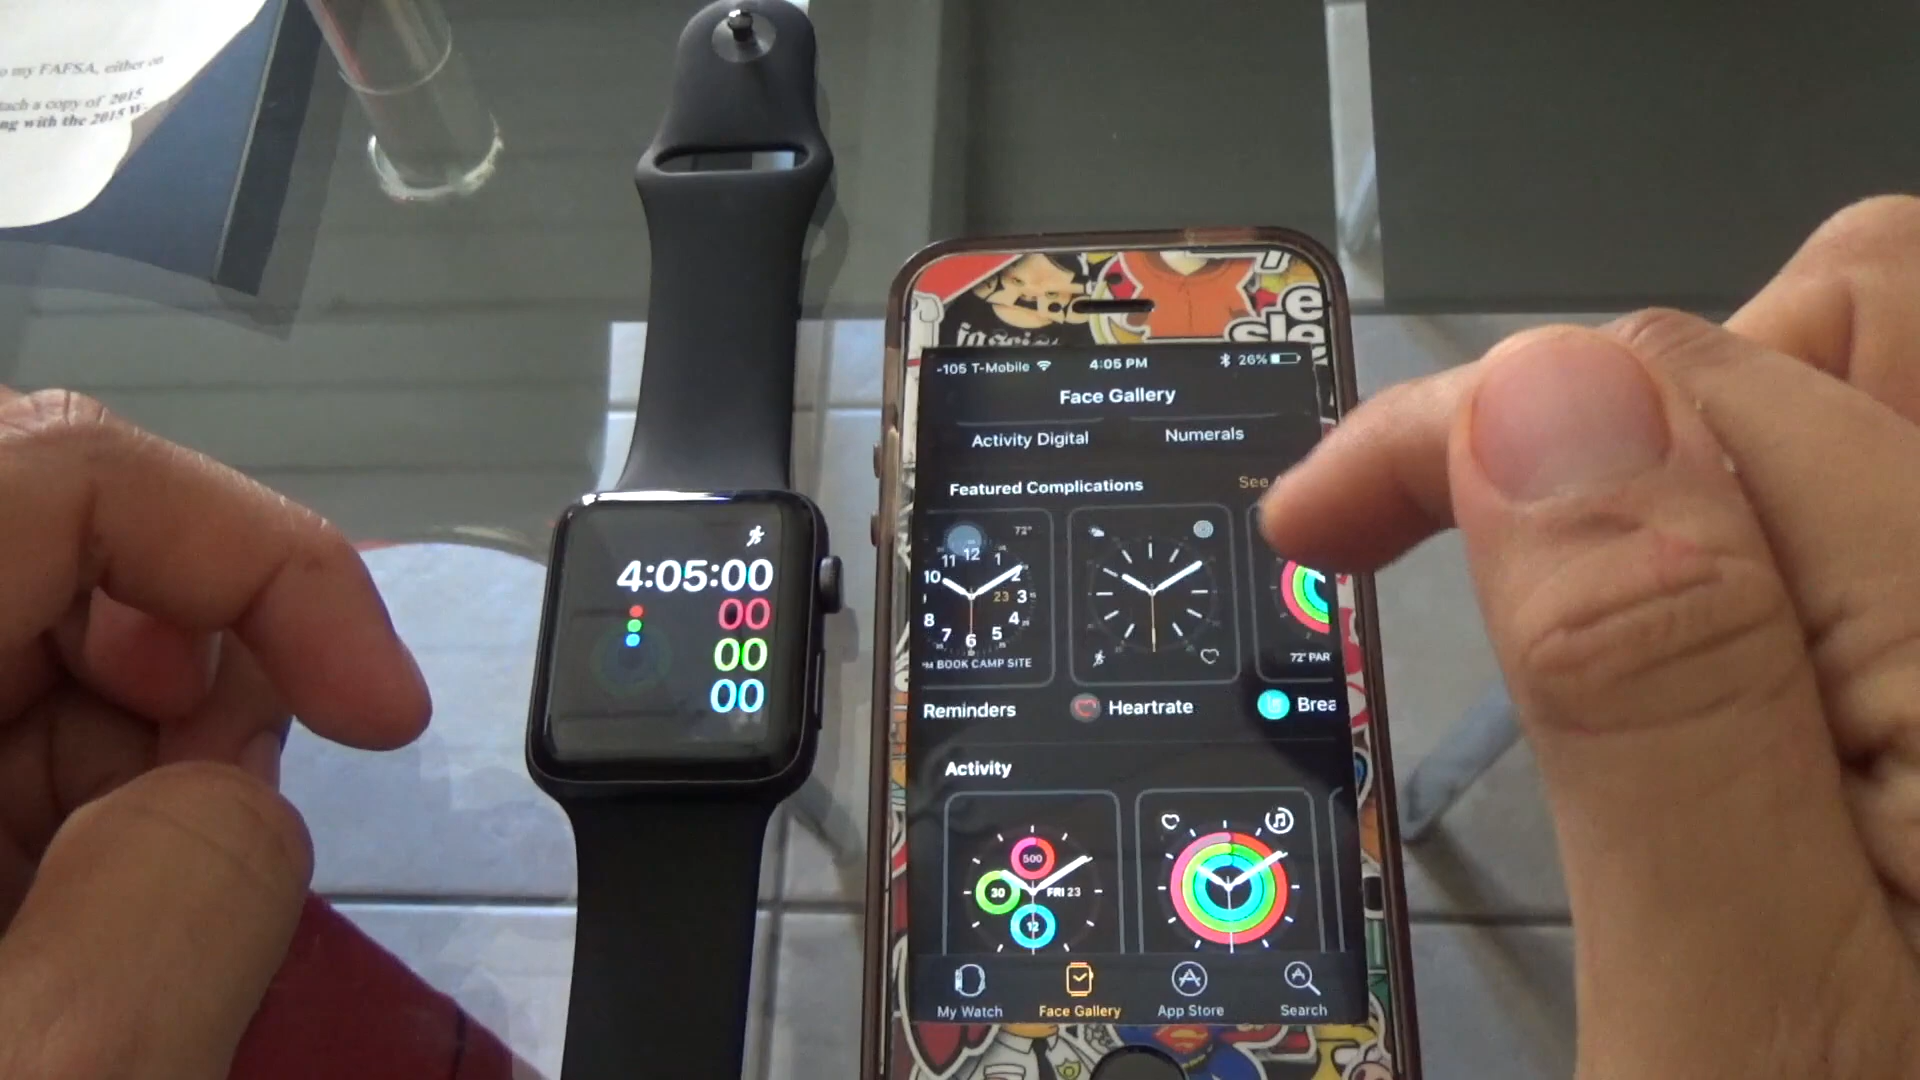 o my FAFSA, either on
tach a copy of 2015
ng with the 2015 W-
4:05:00
00
00
00
e
sle
-105 T-Mobile 4:05 PM 26%
Face Gallery
Activity Digital Numerals
Featured Complications See
72°
11 12 1
10 2
23 3
8 4
7 6 5
BOOK CAMP SITE
72° PAR
Reminders Heartrate Brea
Activity
500
30 FRI 23
12
My Watch Face Gallery App Store Search